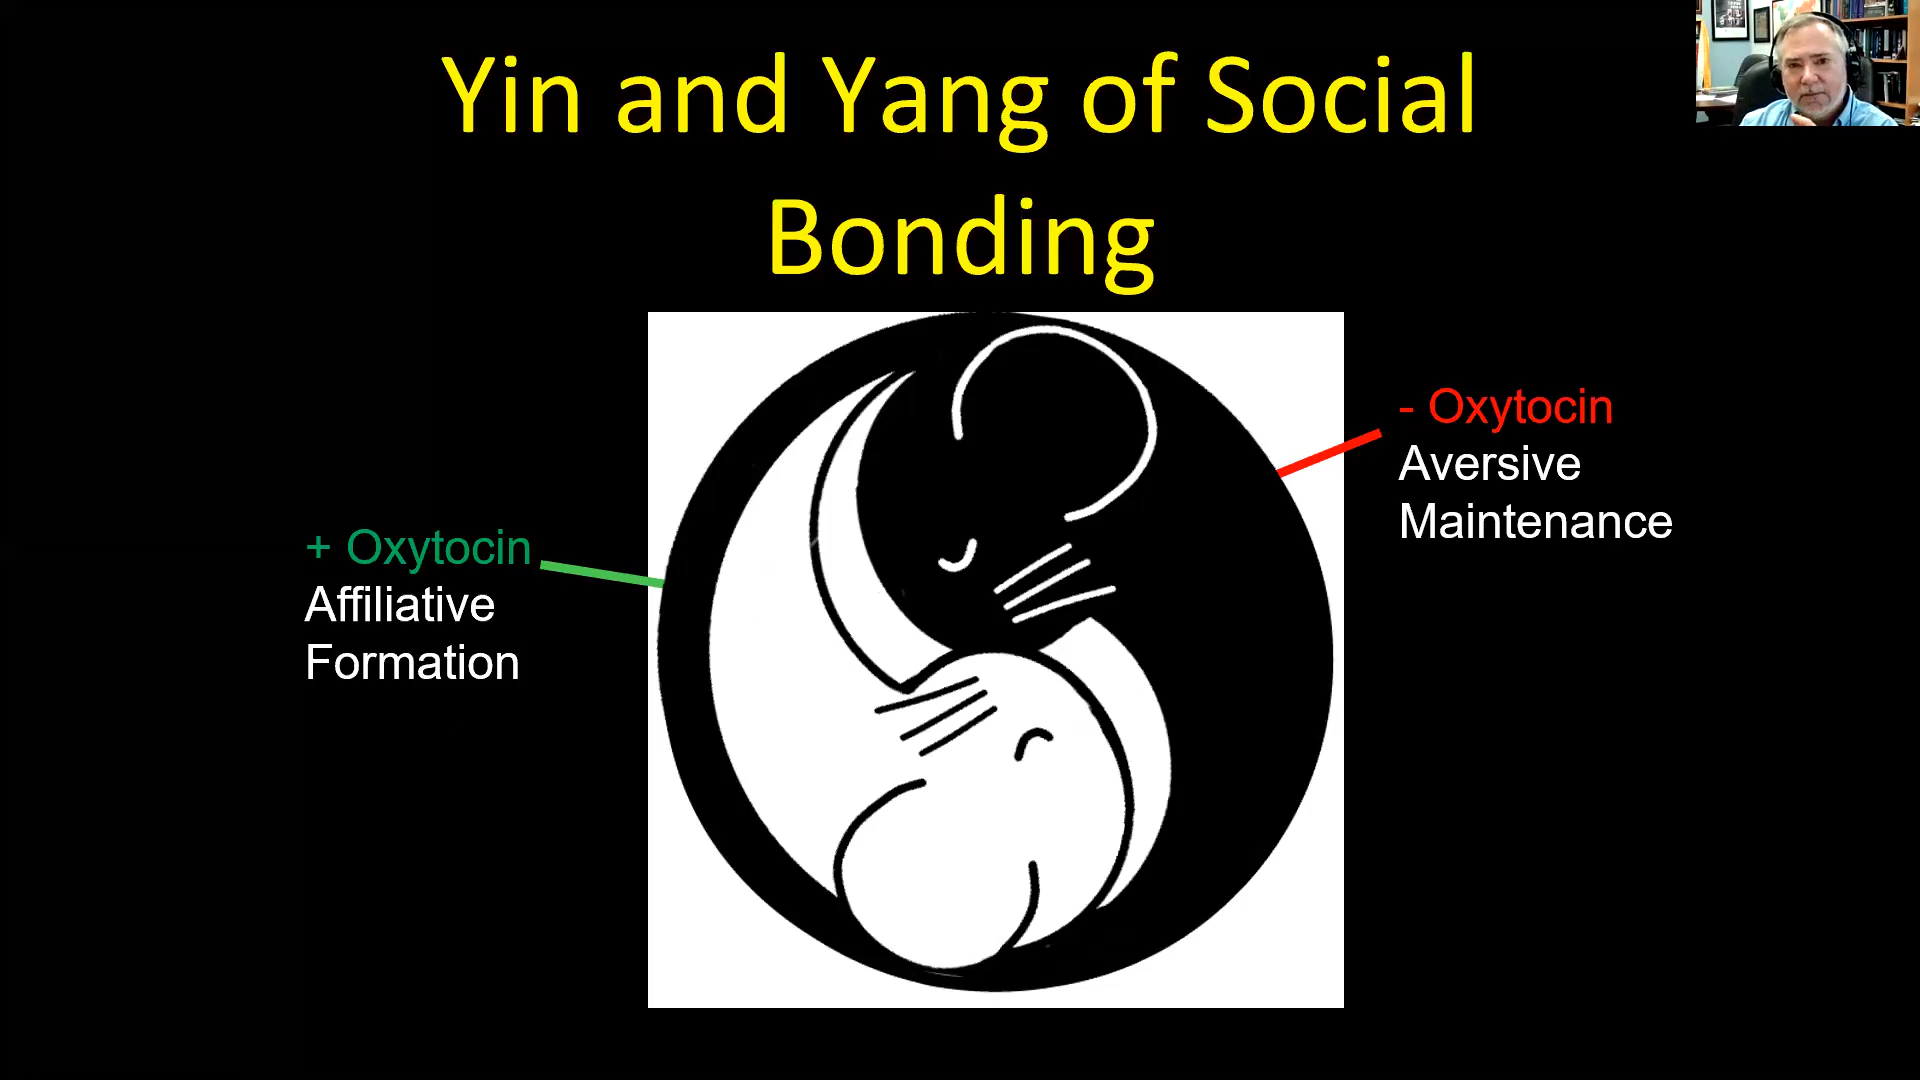 Yin and Yang of Social
Bonding
- Oxytocin
Aversive
Maintenance
+ Oxytocin
Affiliative
Formation